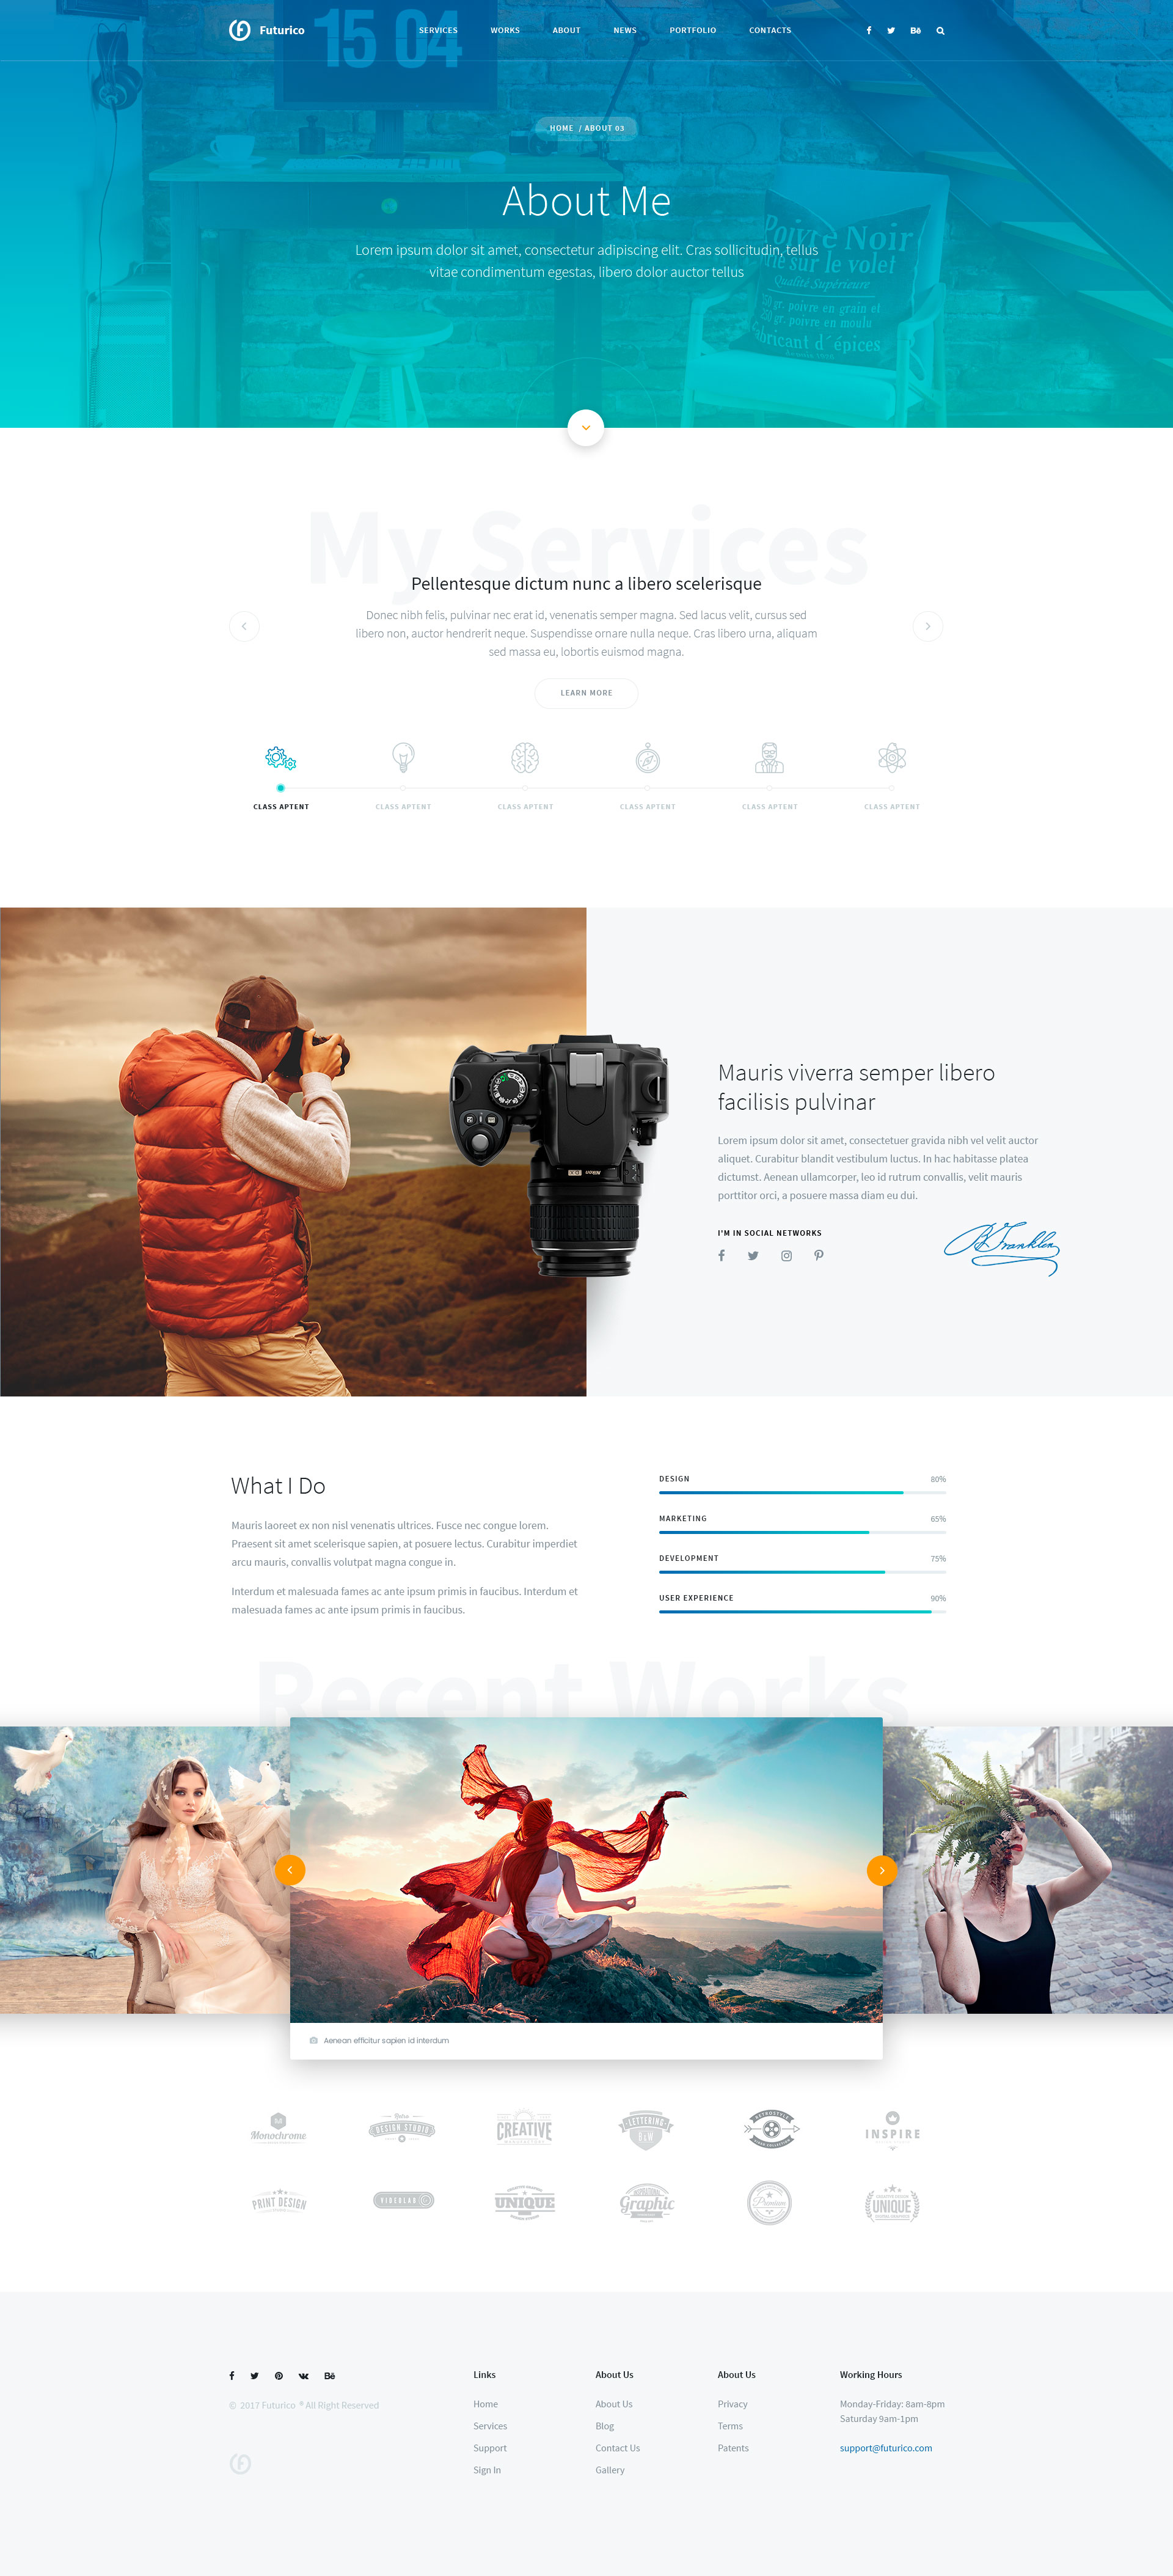 Futurico
SERVICES WORKS ABOUT NEWS PORTFOLIO CONTACTS
15 04
HOME / ABOUT 03
About Me
Lorem ipsum dolor sit amet, consectetur adipiscing elit. Cras sollicitudin, tellus
vitae condimentum egestas, libero dolor auctor tellus
Poivre Noir
sur le volet
Qualité Supérieure
gr. poivre en grain et
gr. poivre en moulu
fabricant d'épices
My Services
Pellentesque dictum nunc a libero scelerisque
Donec nibh felis, pulvinar nec erat id, venenatis semper magna. Sed lacus velit, cursus sed
libero non, auctor hendrerit neque. Suspendisse ornare nulla neque. Cras libero urna, aliquam
sed massa eu, lobortis euismod magna.
LEARN MORE
CLASS APTENT CLASS APTENT CLASS APTENT CLASS APTENT CLASS APTENT CLASS APTENT
Nikon DX
Mauris viverra semper libero
facilisis pulvinar
Lorem ipsum dolor sit amet, consectetuer gravida nibh vel velit auctor
aliquet. Curabitur blandit vestibulum luctus. In hac habitasse platea
dictumst. Aenean ullamcorper, leo id rutrum convallis, velit mauris
porttitor orci, a posuere massa diam eu dui.
I'M IN SOCIAL NETWORKS
B Franklin
What I Do
Mauris laoreet ex non nisl venenatis ultrices. Fusce nec congue lorem.
Praesent sit amet scelerisque sapien, at posuere lectus. Curabitur imperdiet
arcu mauris, convallis volutpat magna congue in.
Interdum et malesuada fames ac ante ipsum primis in faucibus. Interdum et
malesuada fames ac ante ipsum primis in faucibus.
DESIGN 80%
MARKETING 65%
DEVELOPMENT 75%
USER EXPERIENCE 90%
Recent Works
Aenean efficitur sapien id interdum
Monochrome
Retro
DESIGN STUDIO
CREATIVE
LETTERING
B&W
RETROSTYLE
INSPIRE
PRINT DESIGN
VIDEOLAB
UNIQUE
INSPIRATIONAL
Graphic
Premium
UNIQUE
© 2017 Futurico ® All Right Reserved
Links
Home
Services
Support
Sign In
About Us
About Us
Blog
Contact Us
Gallery
About Us
Privacy
Terms
Patents
Working Hours
Monday-Friday: 8am-8pm
Saturday 9am-1pm
support@futurico.com